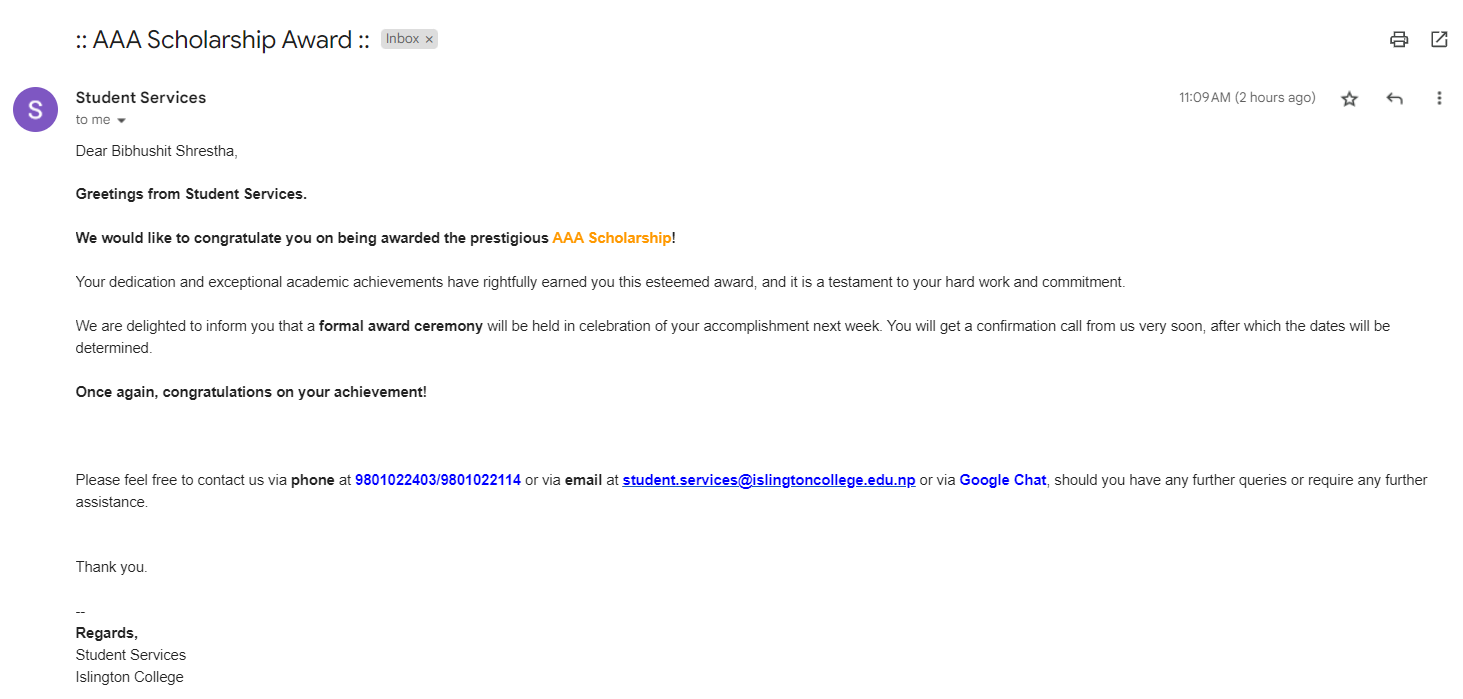 :: AAA Scholarship Award :: Inbox ×
Student Services 11:09 AM (2 hours ago)
S
to me
Dear Bibhushit Shrestha,
Greetings from Student Services.
We would like to congratulate you on being awarded the prestigious AAA Scholarship!
Your dedication and exceptional academic achievements have rightfully earned you this esteemed award, and it is a testament to your hard work and commitment.
We are delighted to inform you that a formal award ceremony will be held in celebration of your accomplishment next week. You will get a confirmation call from us very soon, after which the dates will be
determined.
Once again, congratulations on your achievement!
Please feel free to contact us via phone at 9801022403/9801022114 or via email at student.services@islingtoncollege.edu.np or via Google Chat, should you have any further queries or require any further
assistance.
Thank you.
--
Regards,
Student Services
Islington College